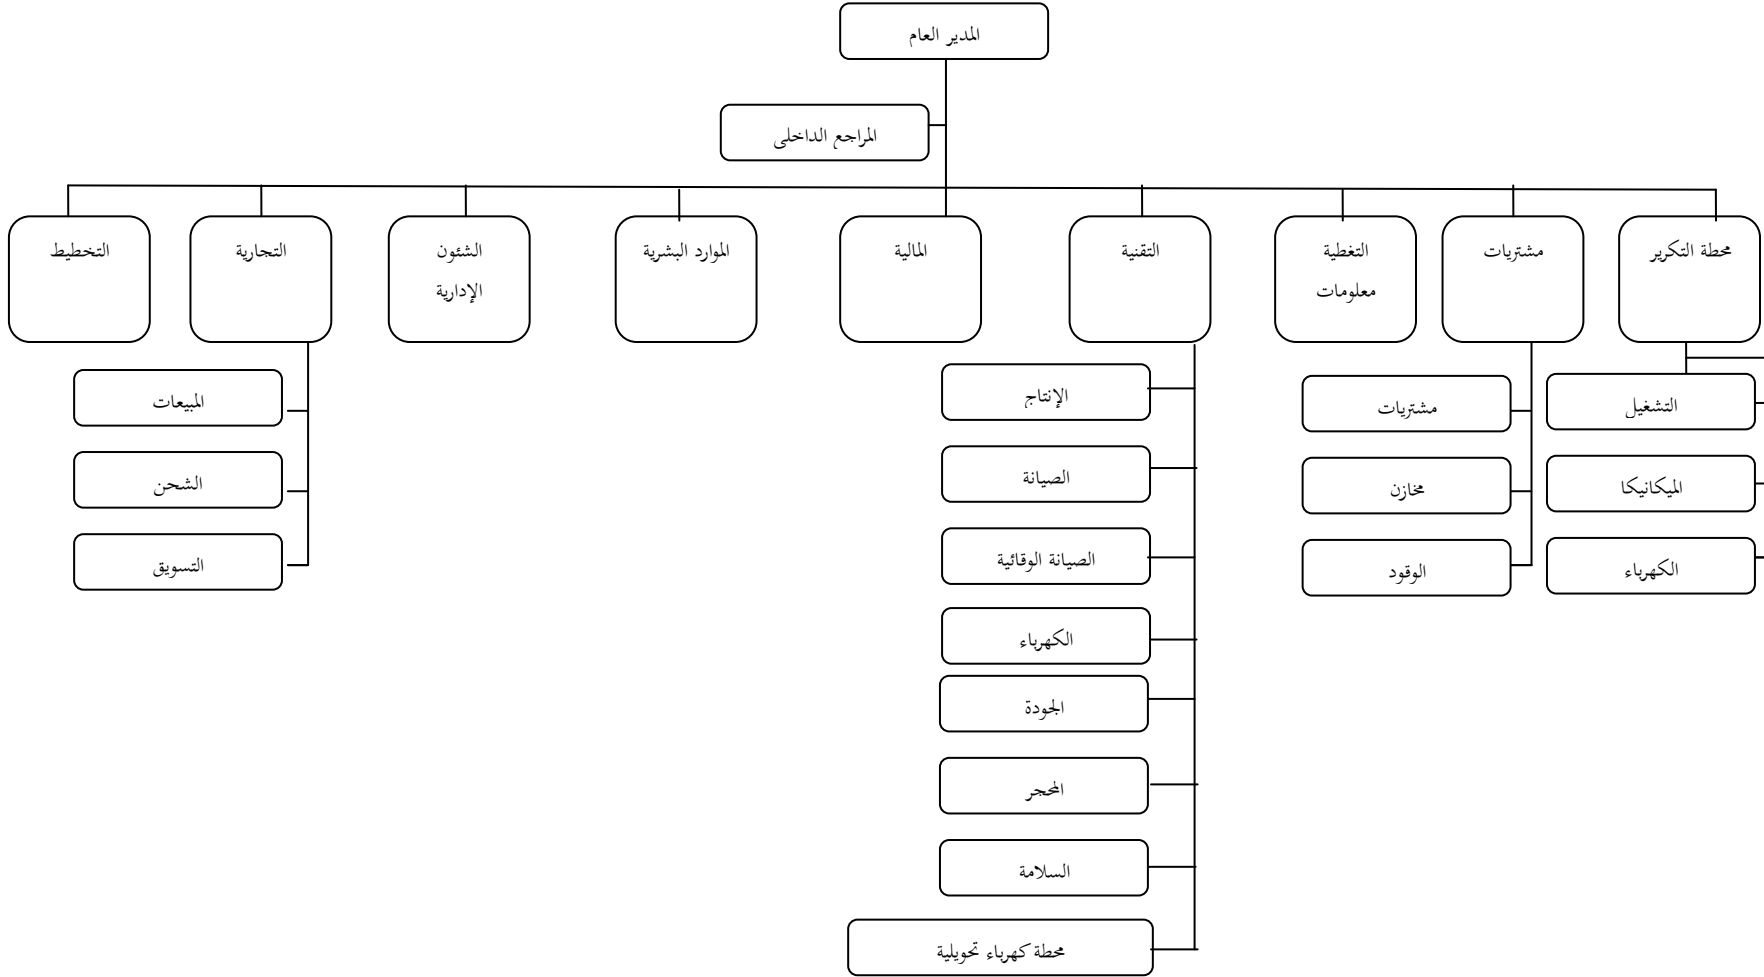 المدير العام
المراجع الداخلى
محطة التكرير
مشتريات
التغطية
معلومات
التقنية
المالية
الموارد البشرية
الشئون
الإدارية
التجارية
التخطيط
التشغيل
الميكانيكا
الكهرباء
مشتريات
مخازن
الوقود
الإنتاج
الصيانة
الصيانة الوقائية
الكهرباء
الجودة
المحجر
السلامة
محطة كهرباء تحويلية
المبيعات
الشحن
التسويق